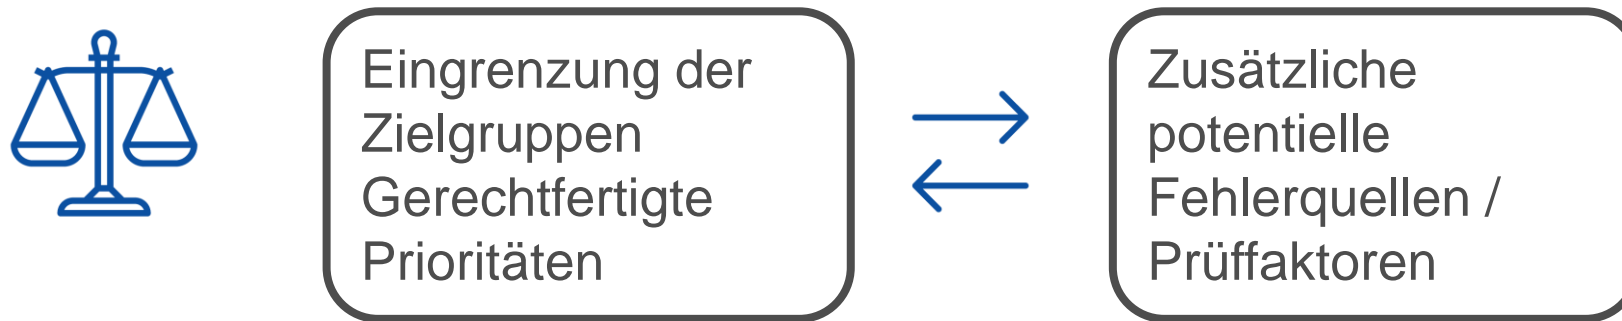 Eingrenzung der
Zielgruppen
Gerechtfertigte
Prioritäten
Zusätzliche
potentielle
Fehlerquellen /
Prüffaktoren